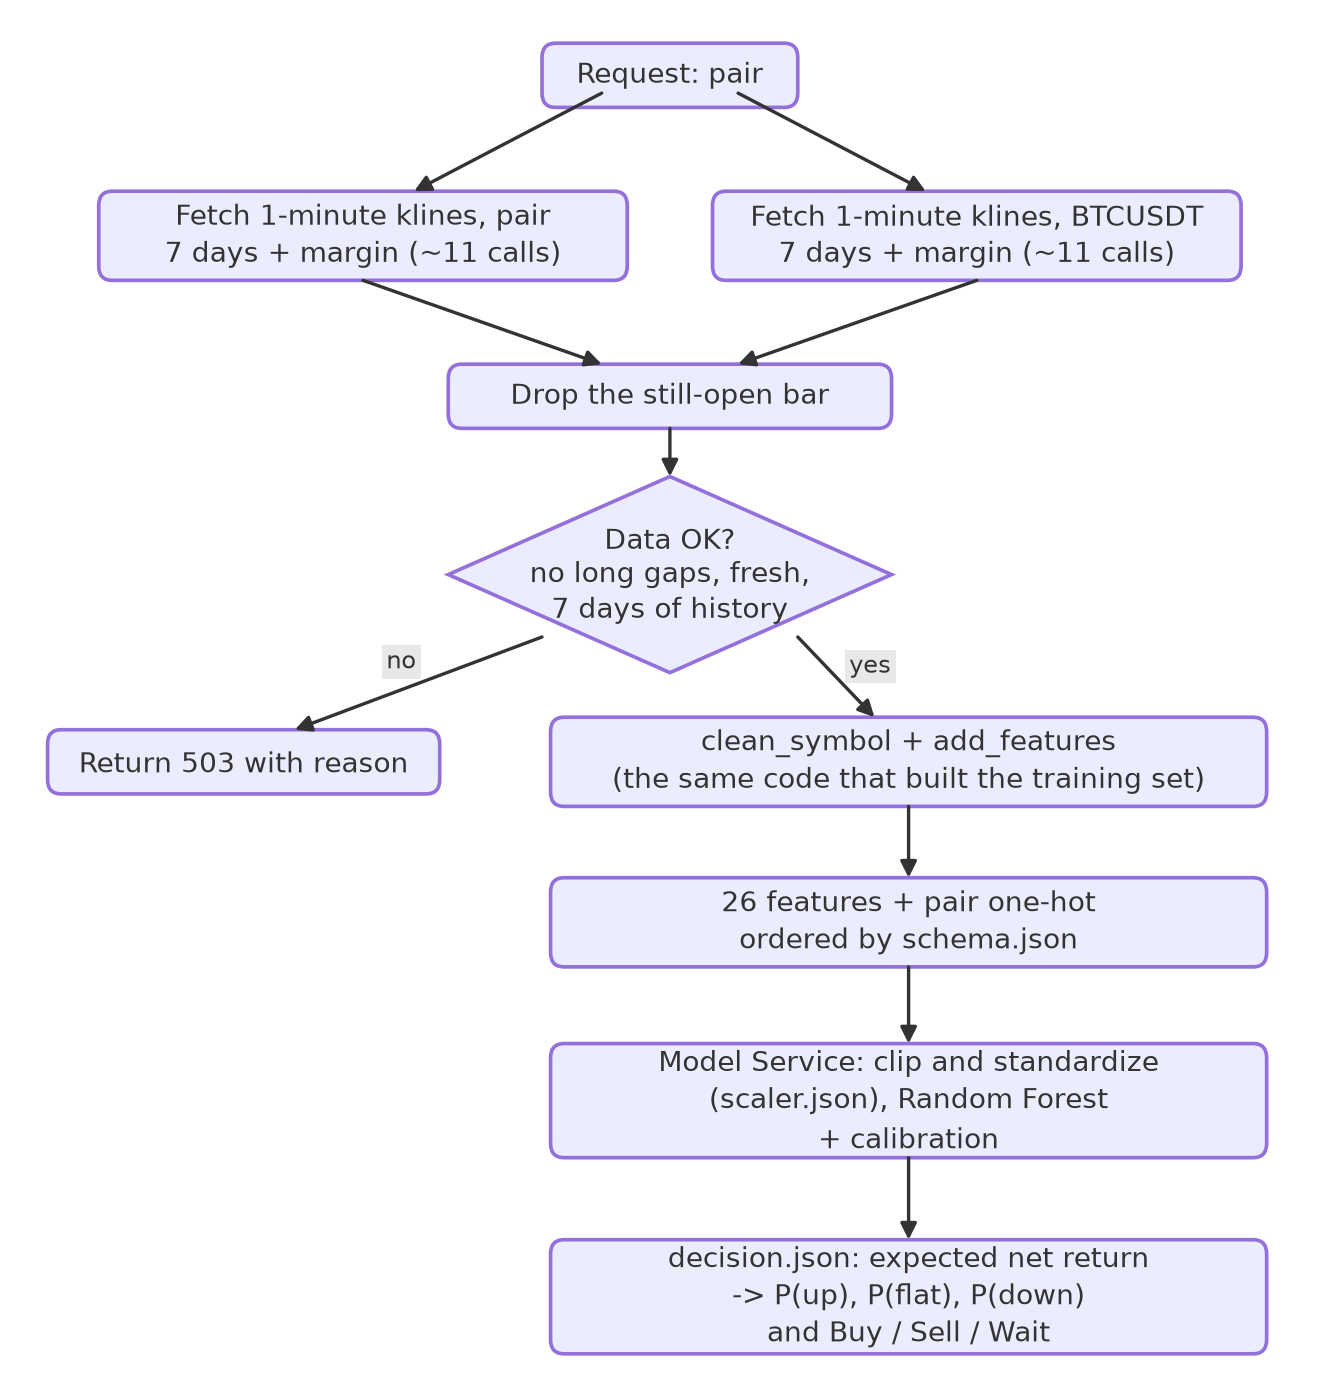 Request: pair
Fetch 1-minute klines, pair
7 days + margin (~11 calls)
Fetch 1-minute klines, BTCUSDT
7 days + margin (~11 calls)
Drop the still-open bar
Data OK?
no long gaps, fresh,
7 days of history
no
yes
Return 503 with reason
clean_symbol + add_features
(the same code that built the training set)
26 features + pair one-hot
ordered by schema.json
Model Service: clip and standardize
(scaler.json), Random Forest
+ calibration
decision.json: expected net return
-> P(up), P(flat), P(down)
and Buy / Sell / Wait